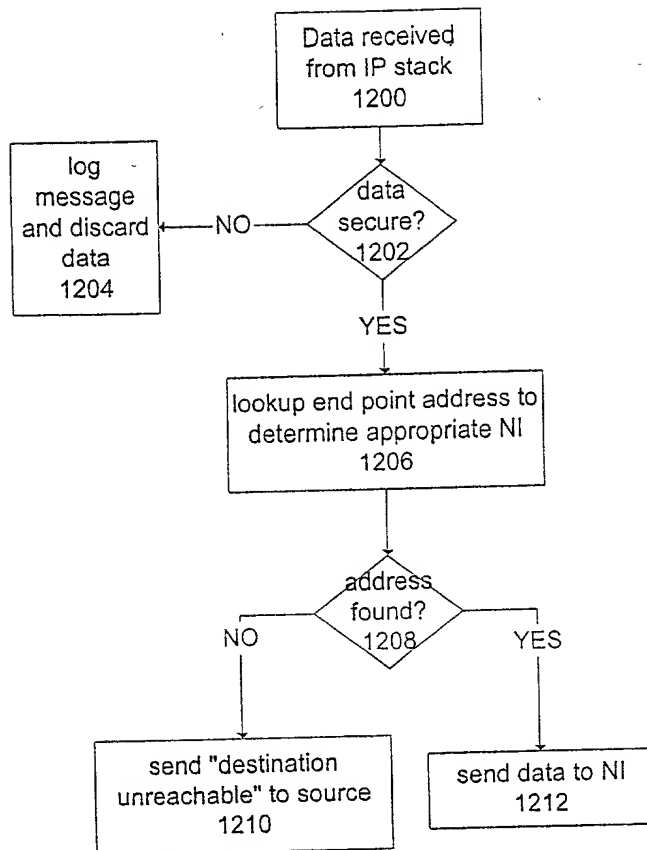 Data received
from IP stack
1200
data
secure?
1202
NO
log
message
and discard
data
1204
YES
lookup end point address to
determine appropriate NI
1206
address
found?
1208
NO
YES
send "destination
unreachable" to source
1210
send data to NI
1212